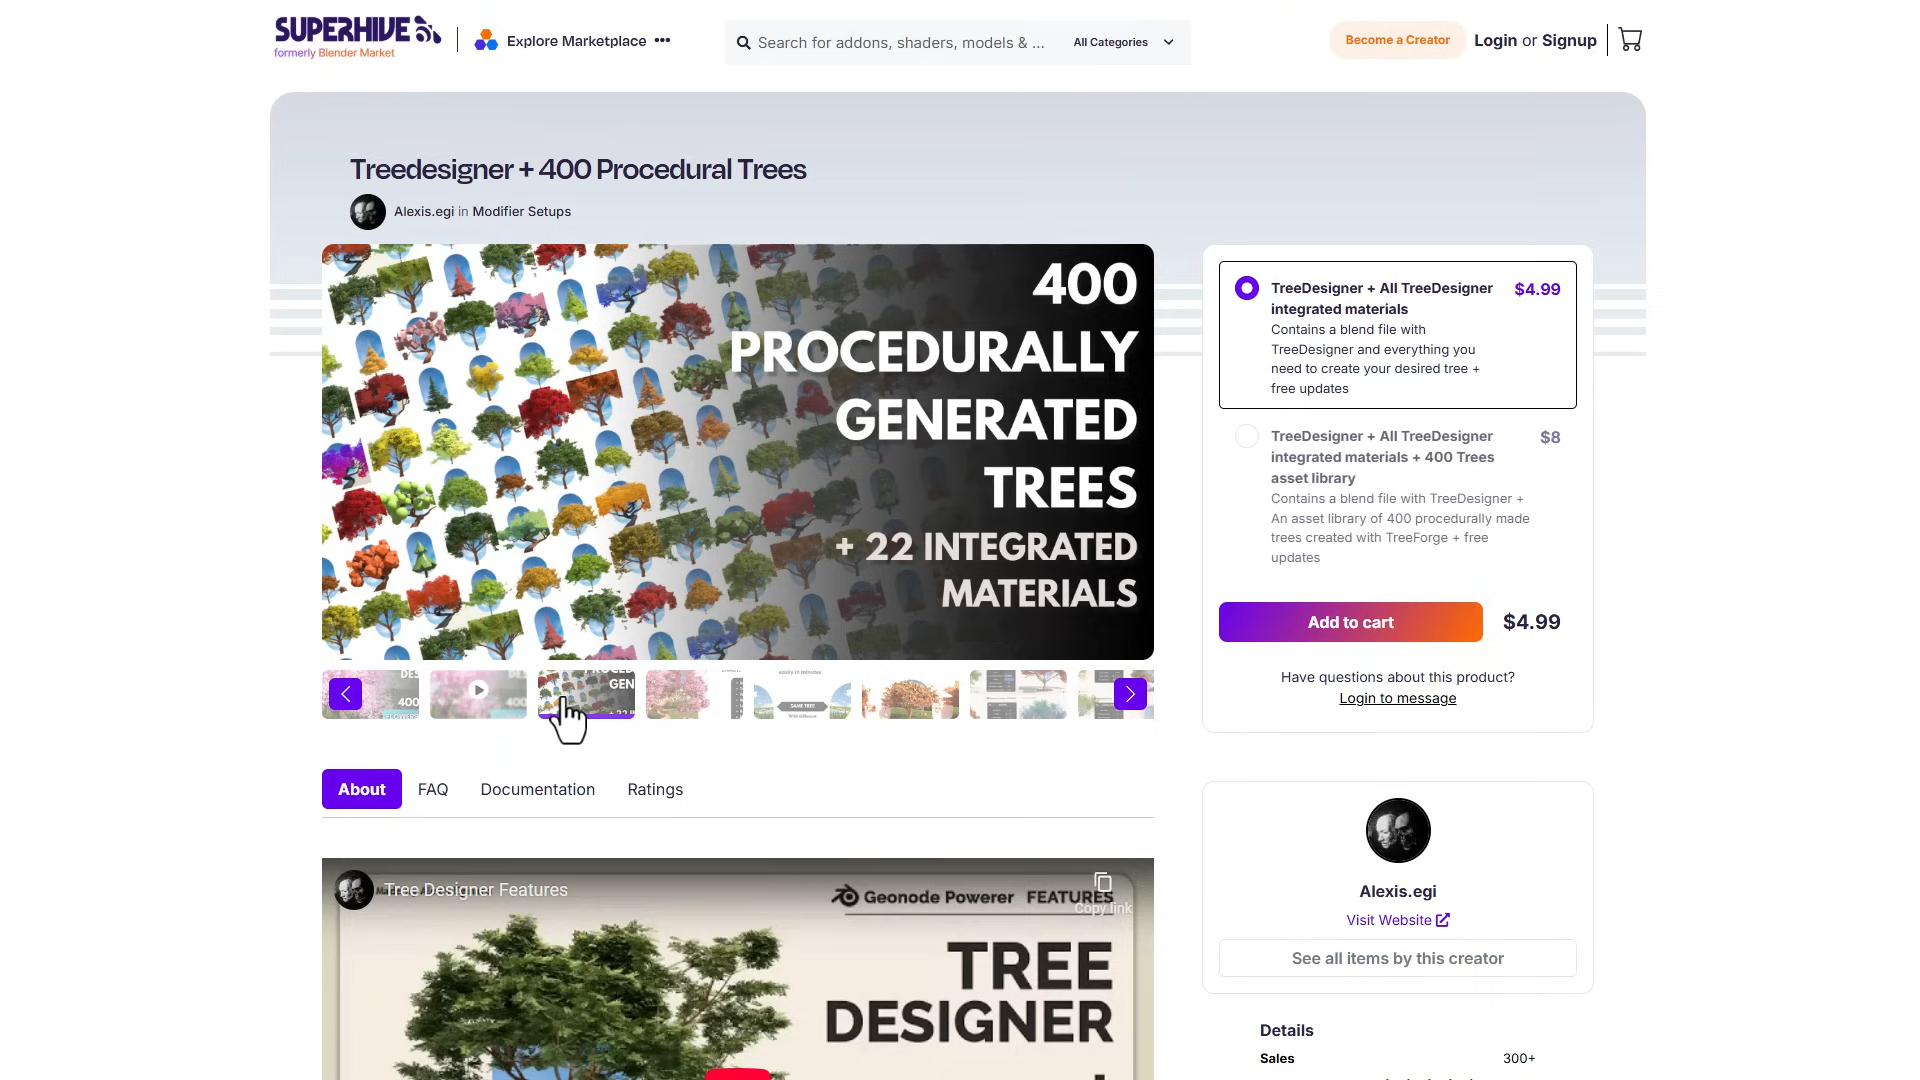 SUPERHIVE
formerly Blender Market
Explore Marketplace •••
Search for addons, shaders, models & ...
All Categories
Become a Creator
Login or Signup
Treedesigner + 400 Procedural Trees
Alexis.egi in Modifier Setups
400
PROCEDURALLY
GENERATED
TREES
+ 22 INTEGRATED
MATERIALS
TreeDesigner + All TreeDesigner
integrated materials
$4.99
Contains a blend file with
TreeDesigner and everything you
need to create your desired tree +
free updates
TreeDesigner + All TreeDesigner
integrated materials + 400 Trees
asset library
$8
Contains a blend file with TreeDesigner +
An asset library of 400 procedurally made
trees created with TreeForge + free
updates
Add to cart
$4.99
Have questions about this product?
Login to message
400
GEN
SAME TREE
About
FAQ
Documentation
Ratings
Tree Designer Features
Geonode Powerer FEATURES
Copy link
TREE
DESIGNER
Alexis.egi
Visit Website
See all items by this creator
Details
Sales
300+